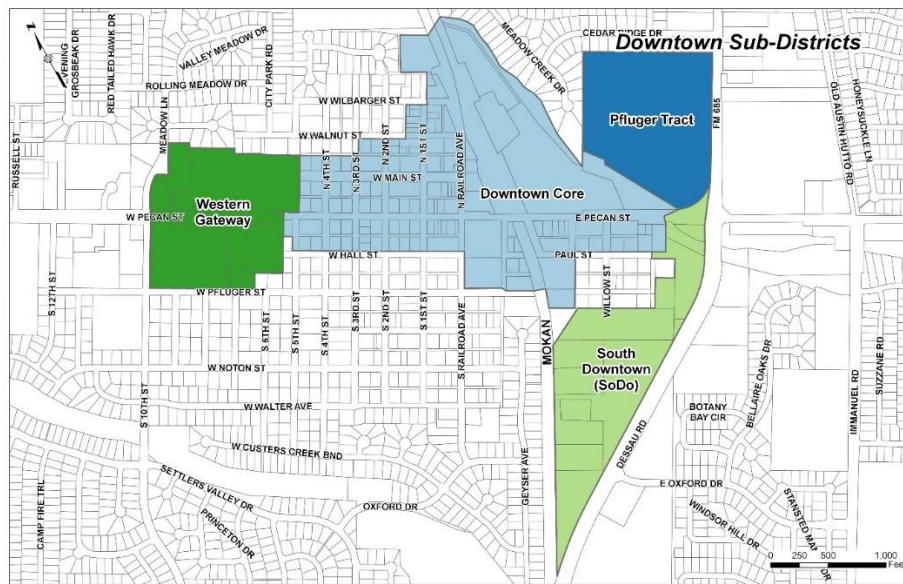 Downtown Sub-Districts
CEDAR RIDGE DR
MEADOW CREEK DR
EVENING
GROSBEAK DR
RED TAILED HAWK DR
VALLEY MEADOW DR
CITY PARK RD
ROLLING MEADOW DR
MEADOW LN
W WILBARGER ST
W WALNUT ST
N 4TH ST
N 3RD ST
N 2ND ST
N 1ST ST
N RAILROAD AVE
W MAIN ST
Pfluger Tract
FM 685
OLD AUSTIN HUTTO RD
HONEYSUCKLE LN
RUSSELL ST
Western
Gateway
Downtown Core
W PECAN ST
E PECAN ST
W HALL ST
PAUL ST
WILLOW ST
W PFLUGER ST
S 12TH ST
S 10TH ST
S 6TH ST
S 5TH ST
S 4TH ST
S 3RD ST
S 2ND ST
S 1ST ST
S RAILROAD AVE
MOKAN
South
Downtown
(SoDo)
W NOTON ST
W WALTER AVE
W CUSTERS CREEK BND
SETTLERS VALLEY DR
PRINCETON DR
CAMP FIRE TRL
OXFORD DR
GEYSER AVE
DESSAU RD
BOTANY
BAY CIR
BELLAIRE OAKS DR
IMMANUEL RD
SUZZANE RD
E OXFORD DR
WINDSOR HILL DR
0 250 500 1,000
Fee